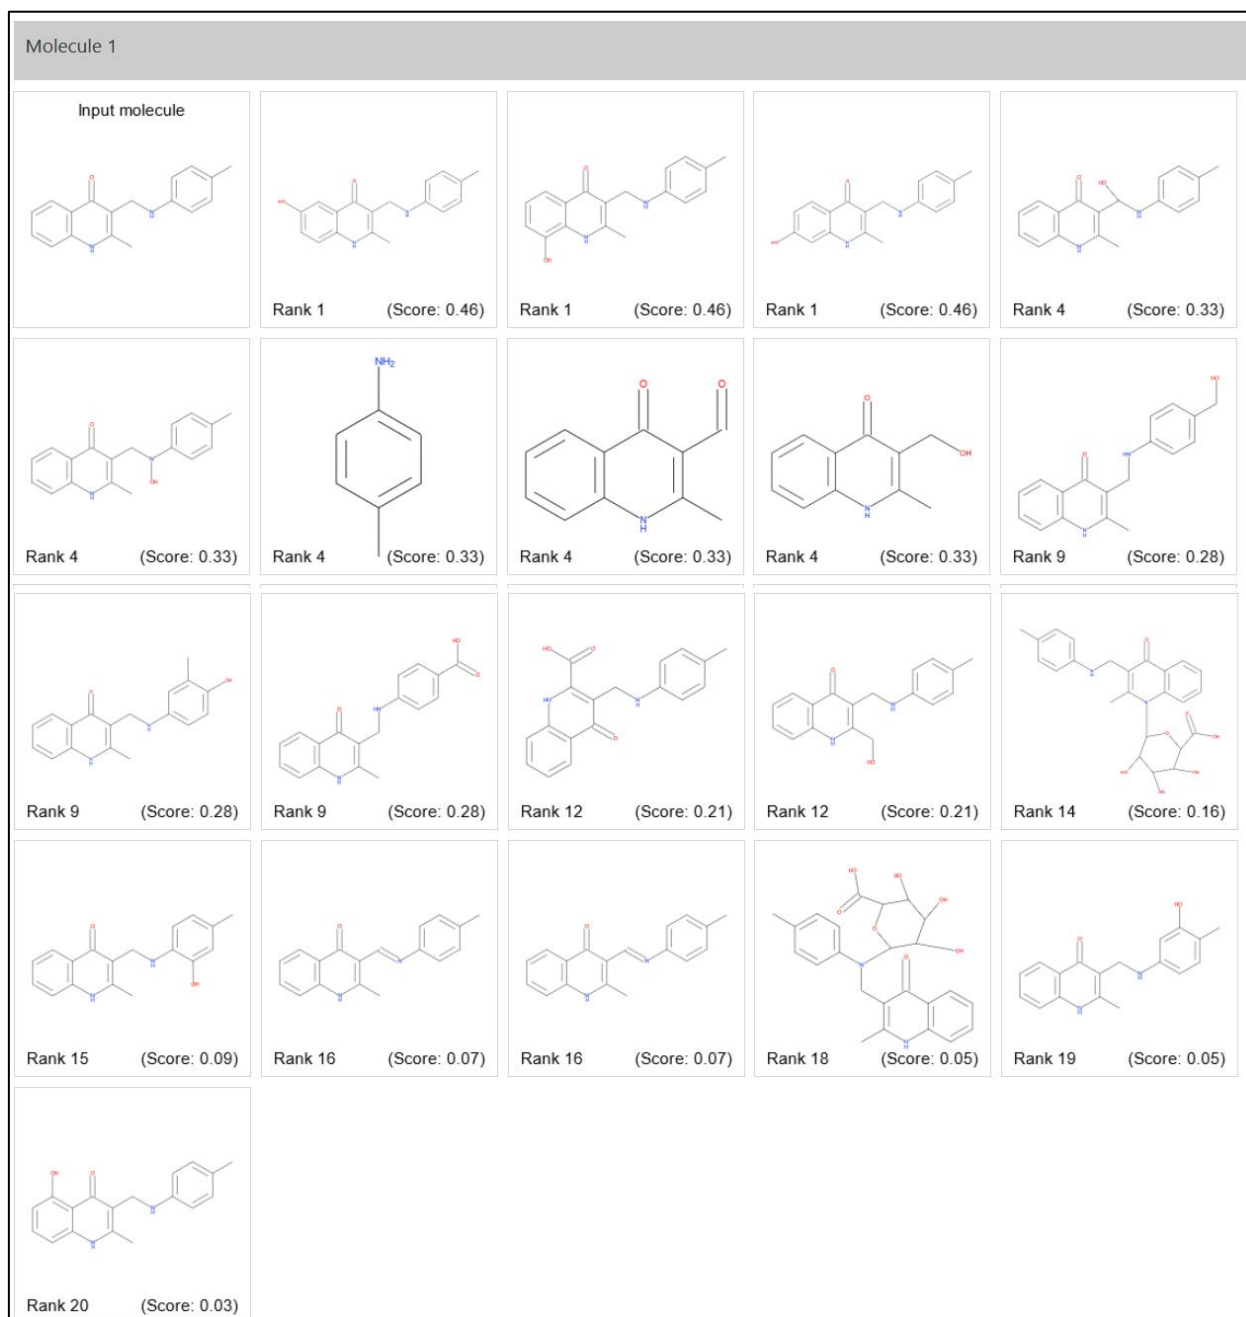 Molecule 1
Input molecule
Rank 1 (Score: 0.46)
Rank 1 (Score: 0.46)
Rank 1 (Score: 0.46)
Rank 4 (Score: 0.33)
Rank 4 (Score: 0.33)
Rank 4 (Score: 0.33)
Rank 4 (Score: 0.33)
Rank 4 (Score: 0.33)
Rank 9 (Score: 0.28)
Rank 9 (Score: 0.28)
Rank 9 (Score: 0.28)
Rank 12 (Score: 0.21)
Rank 12 (Score: 0.21)
Rank 14 (Score: 0.16)
Rank 15 (Score: 0.09)
Rank 16 (Score: 0.07)
Rank 16 (Score: 0.07)
Rank 18 (Score: 0.05)
Rank 19 (Score: 0.05)
Rank 20 (Score: 0.03)